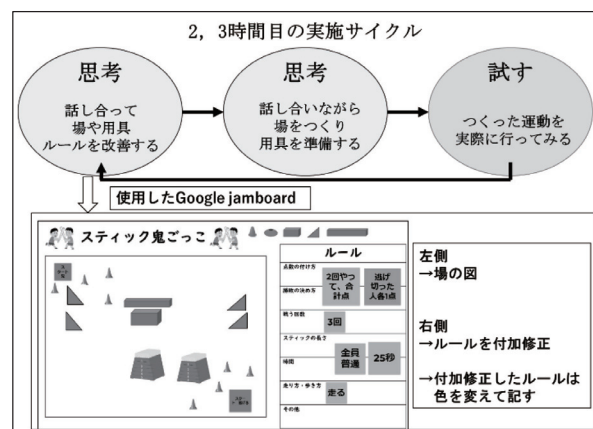 2，3時間目の実施サイクル
思考
話し合って
場や用具
ルールを改善する
思考
話し合いながら
場をつくり
用具を準備する
試す
つくった運動を
実際に行ってみる
使用したGoogle jamboard
スティック鬼ごっこ
ルール
点数の付け方
2回やっ
て、合
計点
逃げ
切った
人各1点
勝敗の決め方
戦う回数
3回
スティックの長さ
全員
普通
25秒
時間
走り方・歩き方
走る
その他
左側
→場の図
右側
→ルールを付加修正
→付加修正したルールは
色を変えて記す